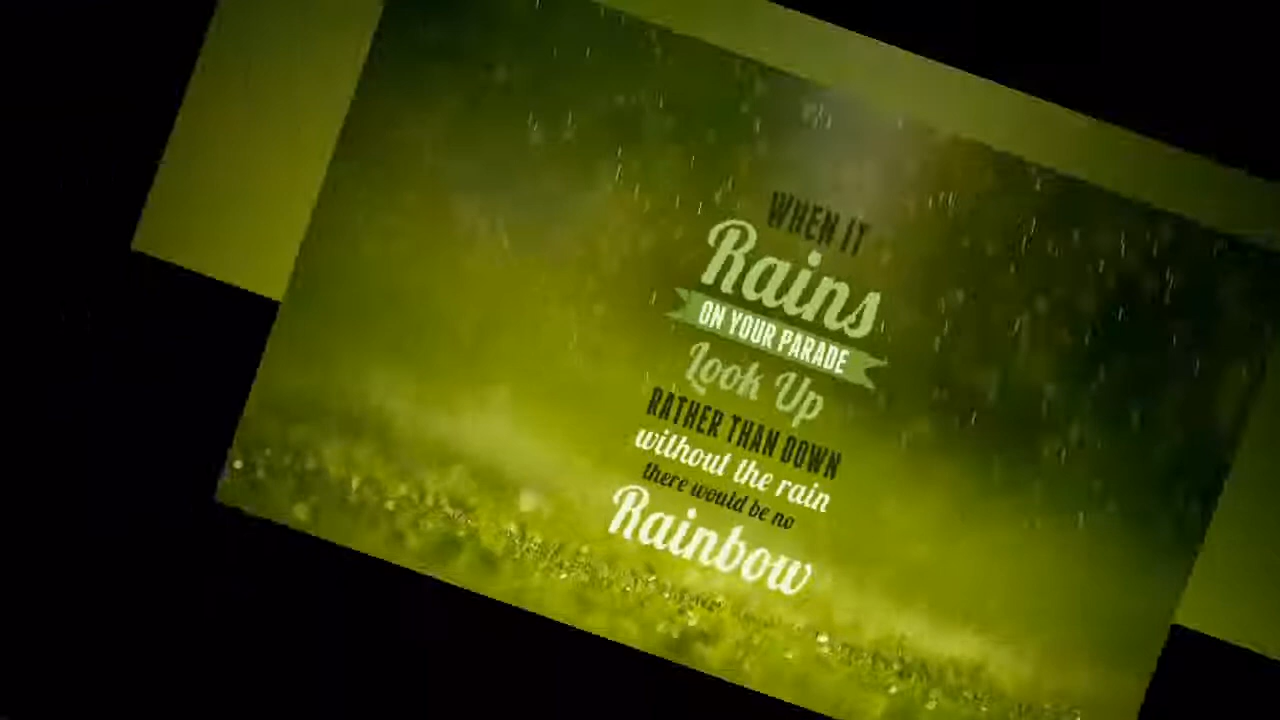 WHEN IT
Rains
ON YOUR PARADE
Look Up
RATHER THAN DOWN
without the rain
there would be no
Rainbow